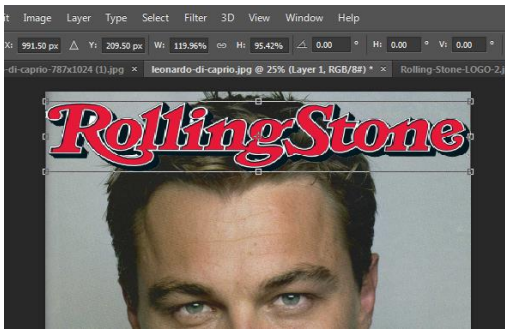 it Image Layer Type Select Filter 3D View Window Help
X: 991.50 px Y: 209.50 px W: 119.96% H: 95.42% 0.00 ° H: 0.00 ° V: 0.00 °
-di-caprio-787x1024 (1).jpg × leonardo-di-caprio.jpg @ 25% (Layer 1, RGB/8#) * × Rolling-Stone-LOGO-2.j
RollingStone